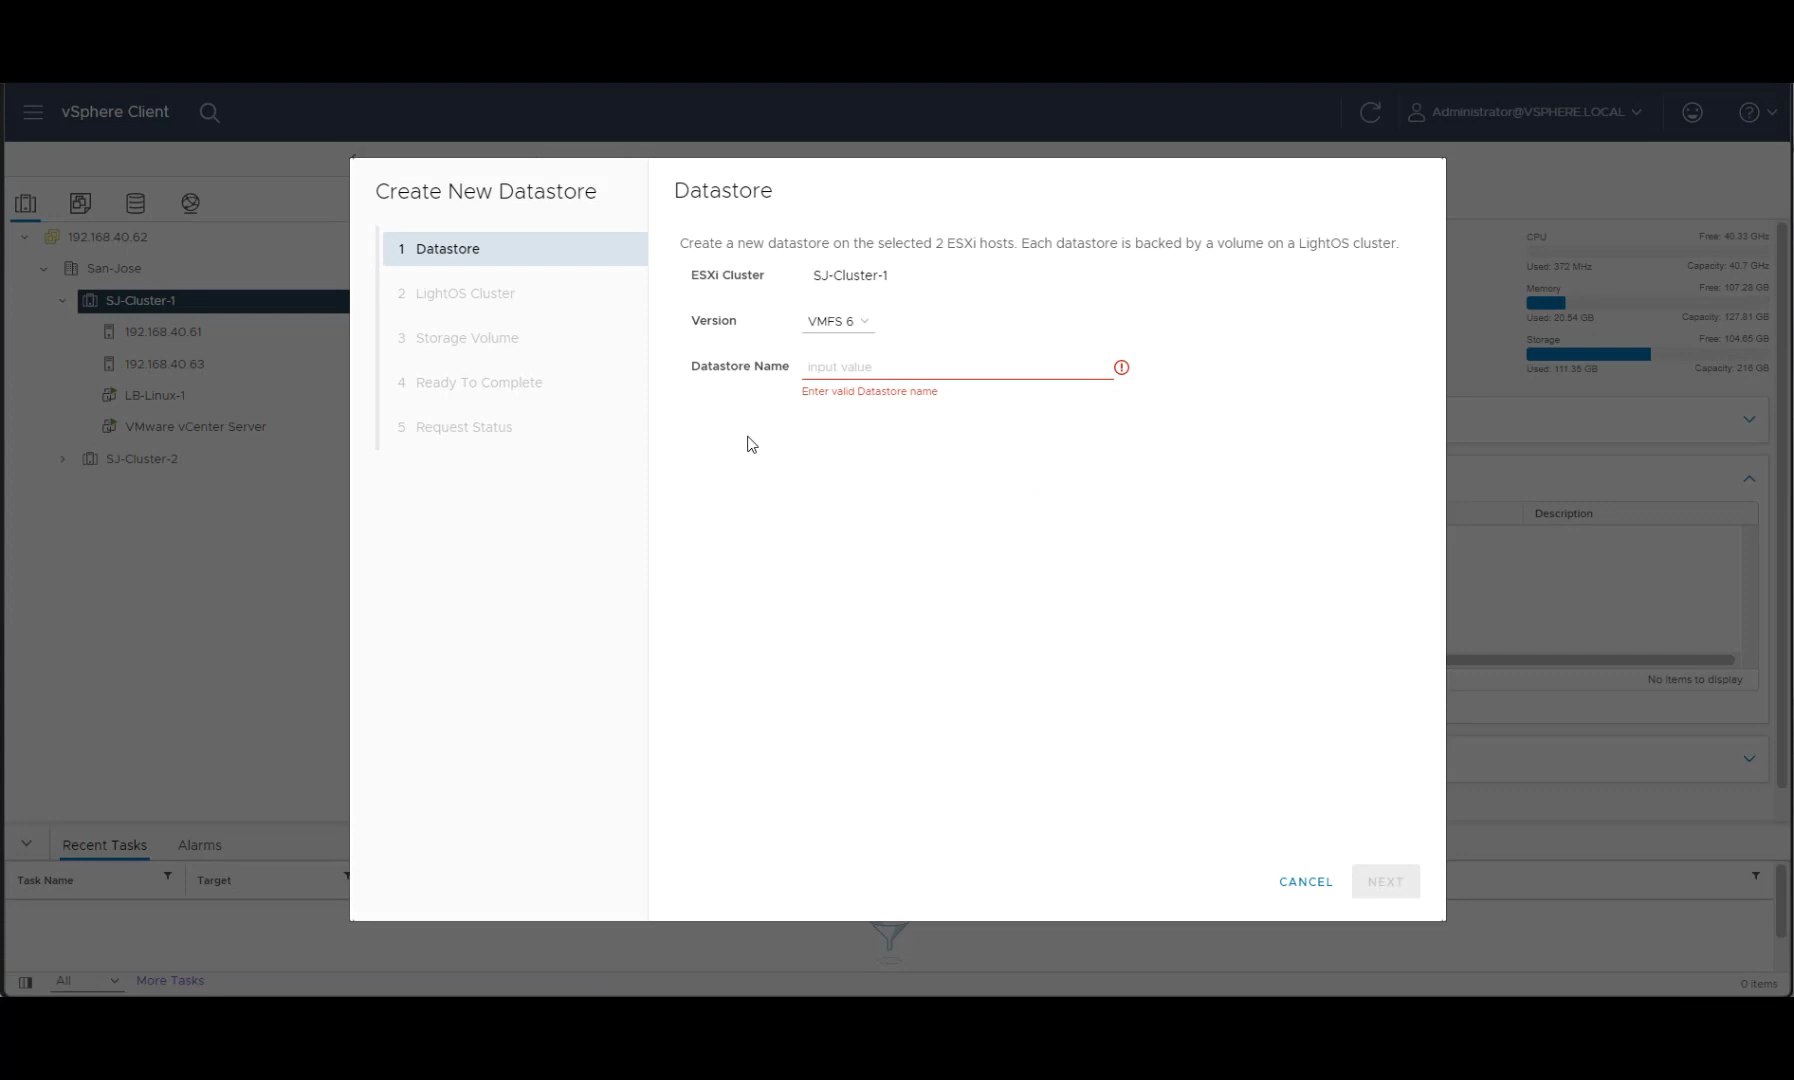 vSphere Client
Administrator@VSPHERE.LOCAL
192.168.40.62
San-Jose
SJ-Cluster-1
192.168.40.61
192.168.40.63
LB-Linux-1
VMware vCenter Server
SJ-Cluster-2
Create New Datastore
1 Datastore
2 LightOS Cluster
3 Storage Volume
4 Ready To Complete
5 Request Status
Datastore
Create a new datastore on the selected 2 ESXi hosts. Each datastore is backed by a volume on a LightOS cluster.
ESXi Cluster SJ-Cluster-1
Version VMFS 6
Datastore Name input value
Enter valid Datastore name
CANCEL NEXT
CPU Free: 40.33 GHz
Used: 372 MHz Capacity: 40.7 GHz
Memory Free: 107.28 GB
Used: 20.54 GB Capacity: 127.81 GB
Storage Free: 104.65 GB
Used: 111.35 GB Capacity: 216 GB
Description
No items to display
Recent Tasks Alarms
Task Name Target
All More Tasks
0 items